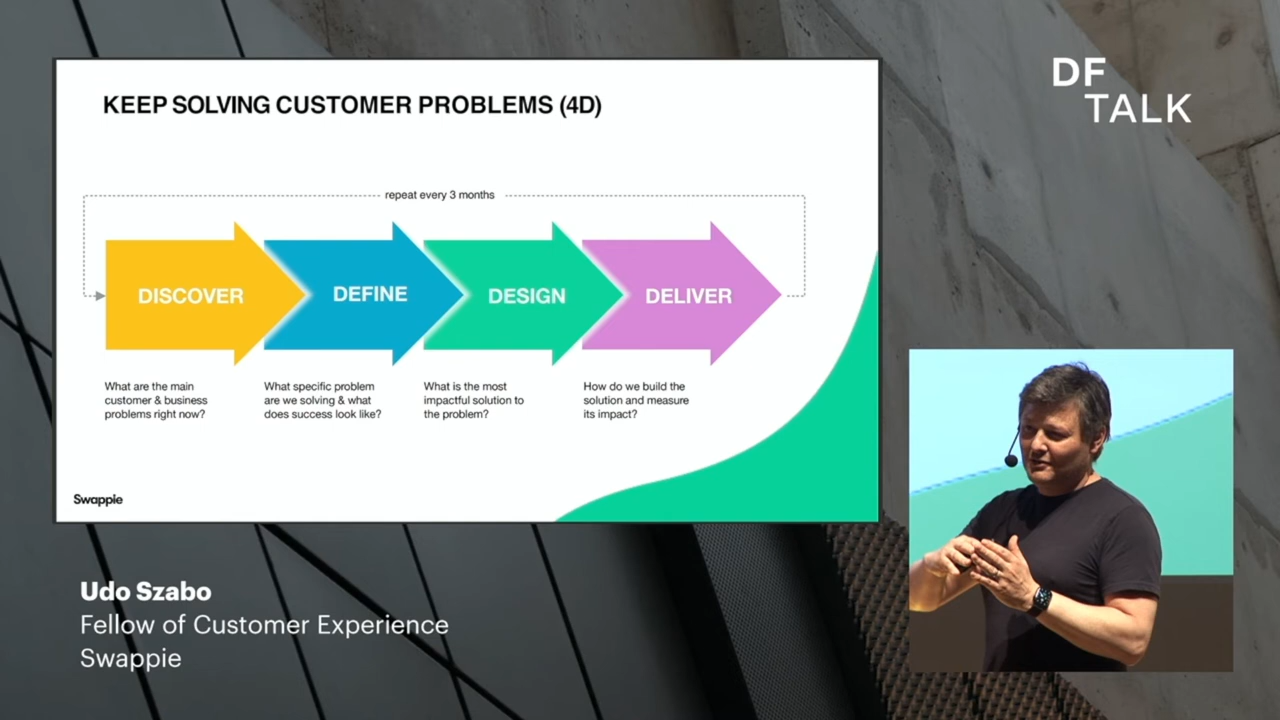 KEEP SOLVING CUSTOMER PROBLEMS (4D)
repeat every 3 months
DISCOVER
DEFINE
DESIGN
DELIVER
What are the main
customer & business
problems right now?
What specific problem
are we solving & what
does success look like?
What is the most
impactful solution to
the problem?
How do we build the
solution and measure
its impact?
Swappie
DF
TALK
Udo Szabo
Fellow of Customer Experience
Swappie